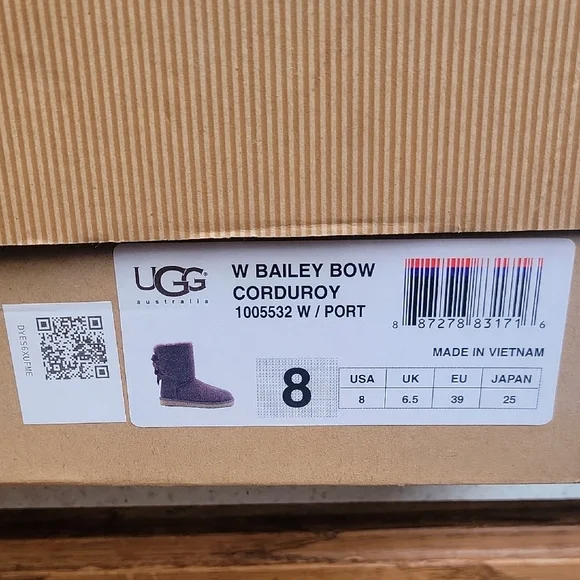 UGG®
australia
W BAILEY BOW
CORDUROY
1005532 W / PORT
8 87278 83171 6
MADE IN VIETNAM
8
USA UK EU JAPAN
8 6.5 39 25
DYES6XUFME